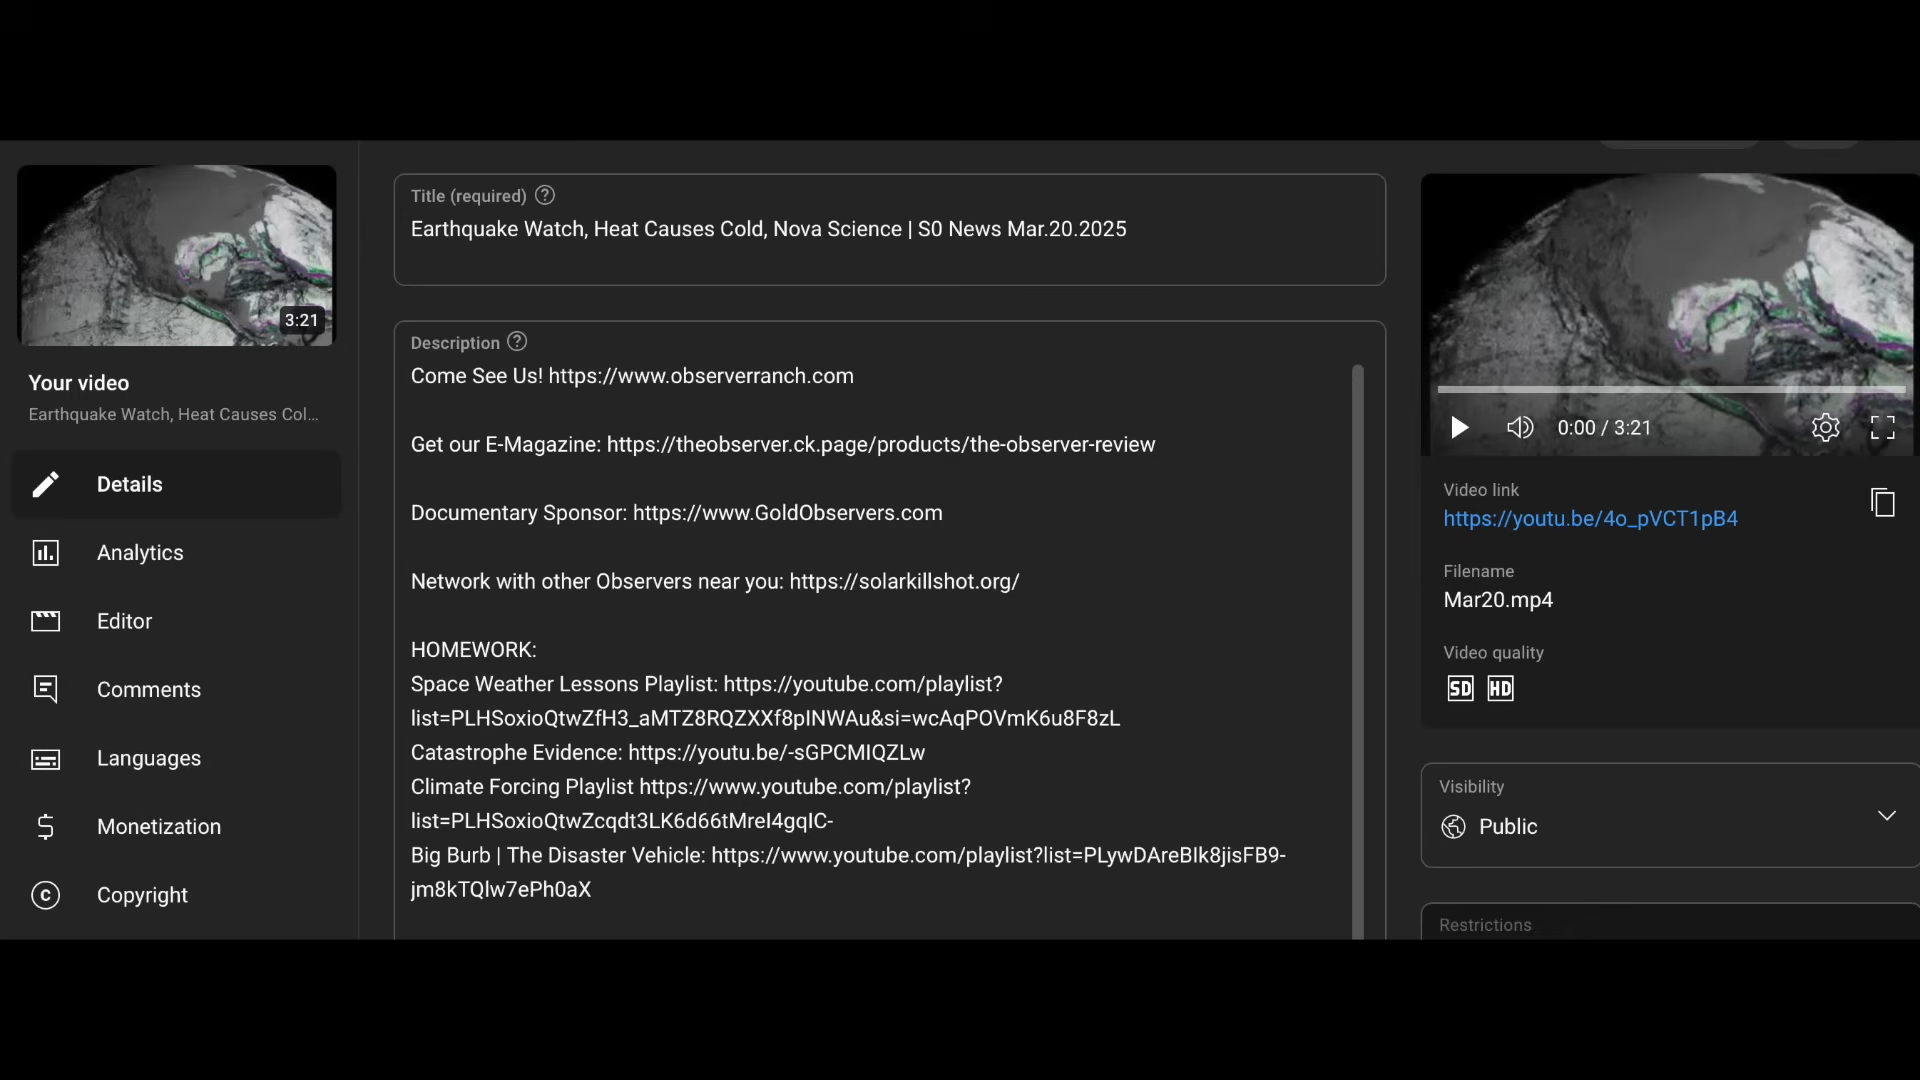 3:21
Your video
Earthquake Watch, Heat Causes Col...
Details
Analytics
Editor
Comments
Languages
Monetization
Copyright
Title (required)
Earthquake Watch, Heat Causes Cold, Nova Science | S0 News Mar.20.2025
Description
Come See Us! https://www.observerranch.com
Get our E-Magazine: https://theobserver.ck.page/products/the-observer-review
Documentary Sponsor: https://www.GoldObservers.com
Network with other Observers near you: https://solarkillshot.org/
HOMEWORK:
Space Weather Lessons Playlist: https://youtube.com/playlist?
list=PLHSoxioQtwZfH3_aMTZ8RQZXXf8pINWAu&si=wcAqPOVmK6u8F8zL
Catastrophe Evidence: https://youtu.be/-sGPCMIQZLw
Climate Forcing Playlist https://www.youtube.com/playlist?
list=PLHSoxioQtwZcqdt3LK6d66tMreI4gqIC-
Big Burb | The Disaster Vehicle: https://www.youtube.com/playlist?list=PLywDAreBIk8jisFB9-
jm8kTQlw7ePh0aX
0:00 / 3:21
Video link
https://youtu.be/4o_pVCT1pB4
Filename
Mar20.mp4
Video quality
SD HD
Visibility
Public
Restrictions